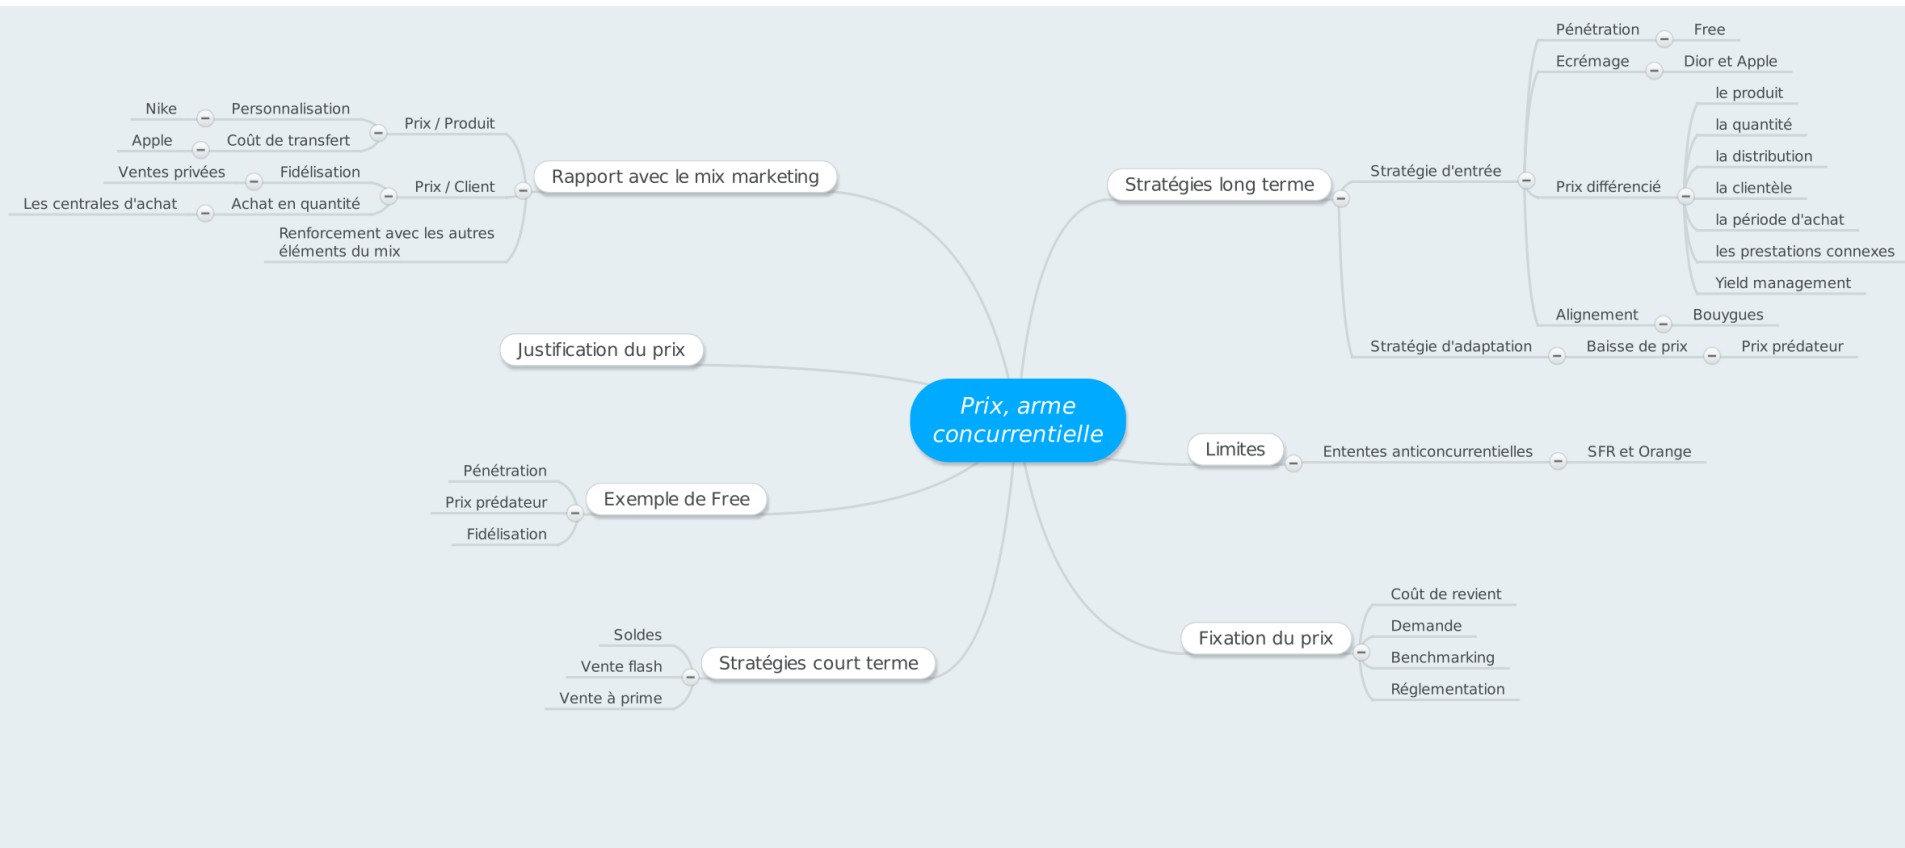 Prix, arme
concurrentielle
Rapport avec le mix marketing
Prix / Produit
Personnalisation
Nike
Coût de transfert
Apple
Prix / Client
Fidélisation
Ventes privées
Achat en quantité
Les centrales d'achat
Renforcement avec les autres
éléments du mix
Justification du prix
Exemple de Free
Pénétration
Prix prédateur
Fidélisation
Stratégies court terme
Soldes
Vente flash
Vente à prime
Stratégies long terme
Stratégie d'entrée
Pénétration
Free
Ecrémage
Dior et Apple
Prix différencié
le produit
la quantité
la distribution
la clientèle
la période d'achat
les prestations connexes
Yield management
Alignement
Bouygues
Stratégie d'adaptation
Baisse de prix
Prix prédateur
Limites
Ententes anticoncurrentielles
SFR et Orange
Fixation du prix
Coût de revient
Demande
Benchmarking
Réglementation